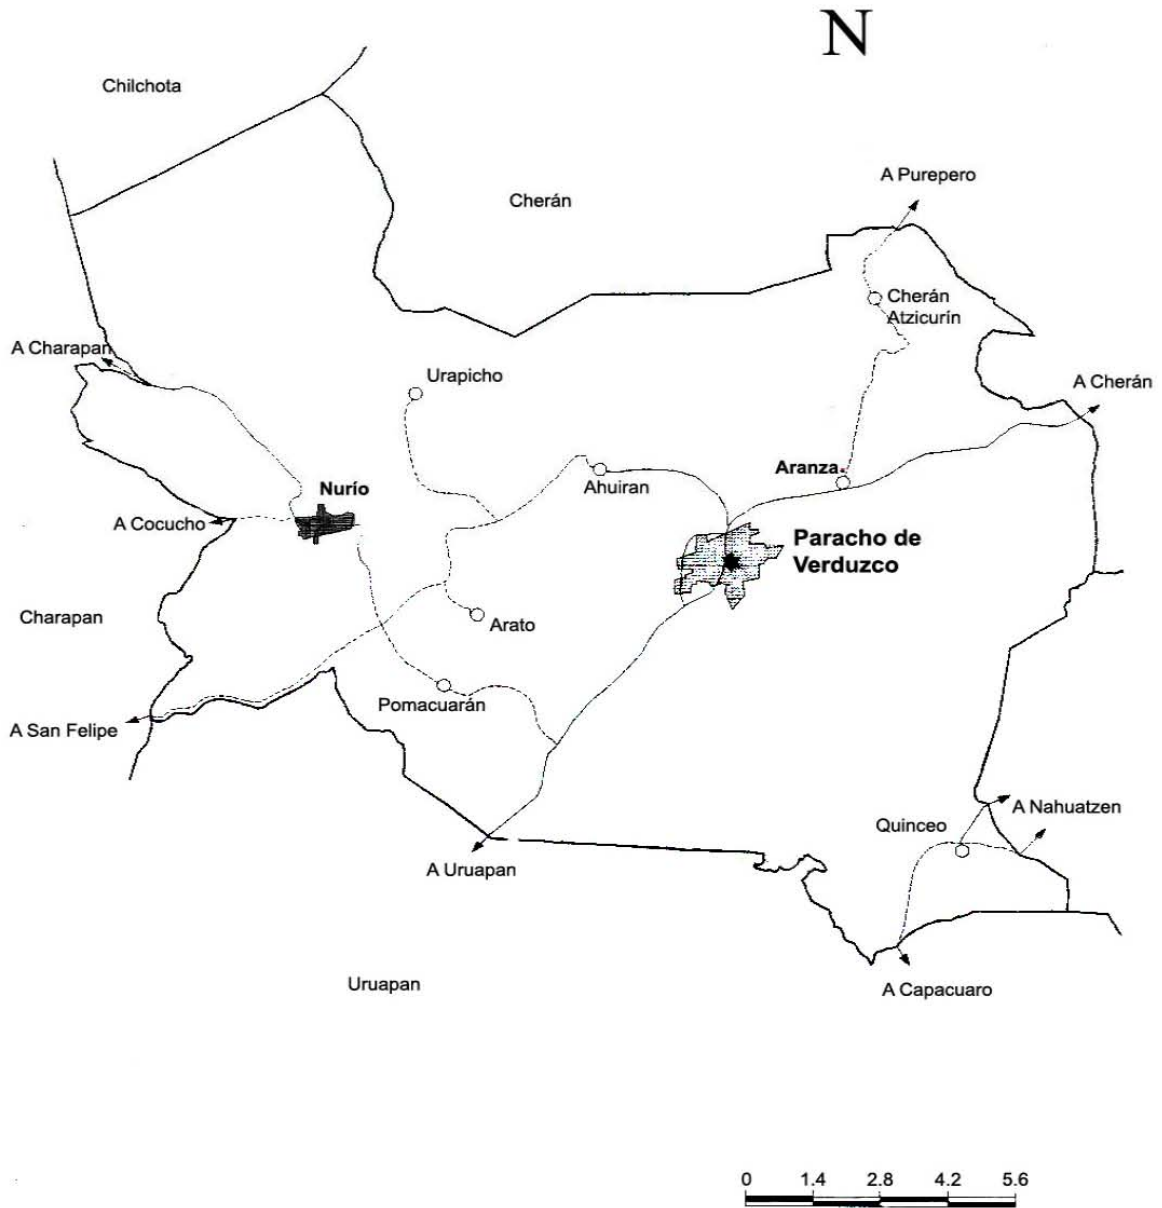 N
Chilchota
A Purepero
Cherán
Cherán
Atzicurín
A Charapan
Urapicho
A Cherán
Aranza
Nurío
Ahuiran
A Cocucho
Paracho de
Verduzco
Charapan
Arato
Pomacuarán
A San Felipe
A Nahuatzen
Quinceo
A Uruapan
Uruapan
A Capacuaro
0 1.4 2.8 4.2 5.6